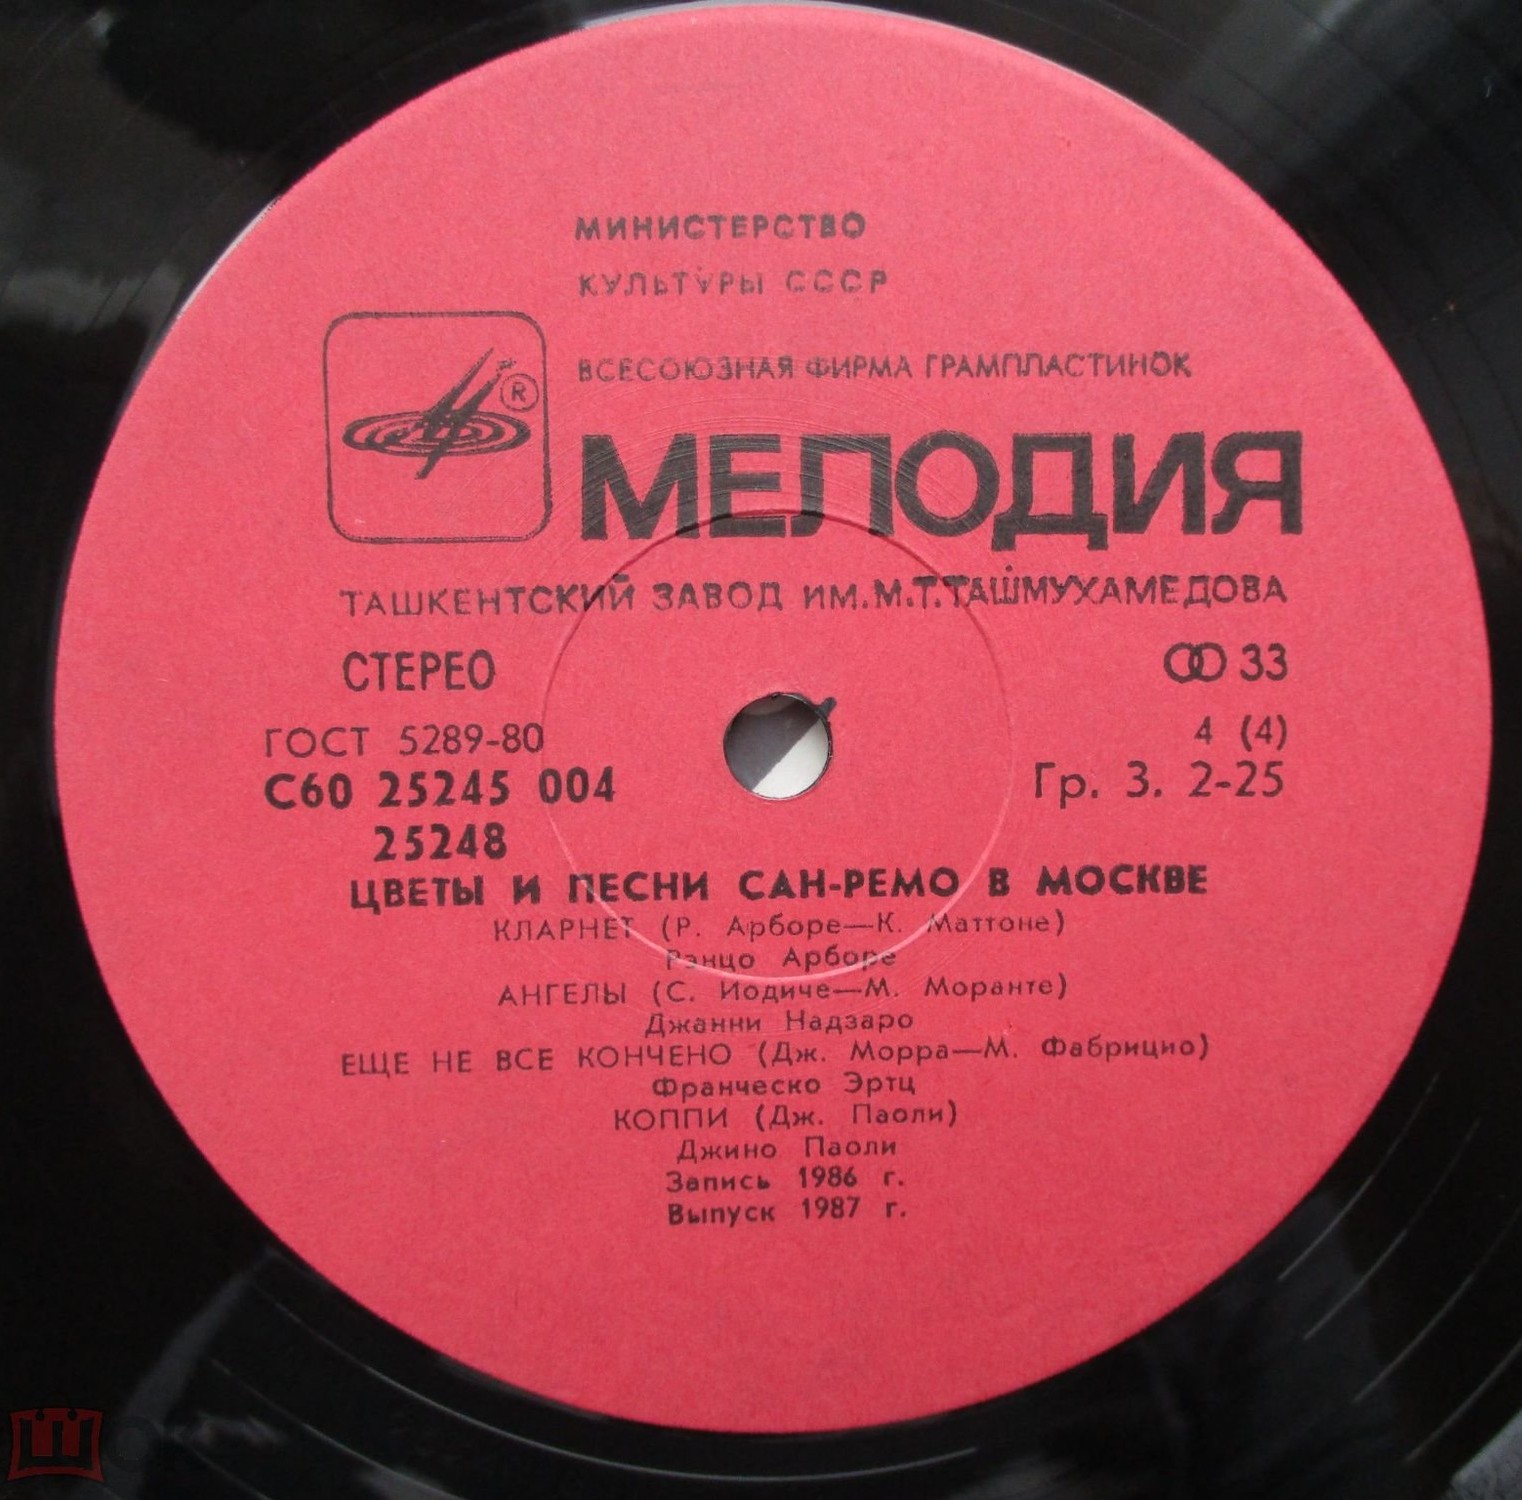 МИНИСТЕРСТВО
КУЛЬТУРЫ СССР
ВСЕСОЮЗНАЯ ФИРМА ГРАМПЛАСТИНОК
®
МЕЛОДИЯ
ТАШКЕНТСКИЙ ЗАВОД ИМ.М.Т.ТАШМУХАМЕДОВА
СТЕРЕО 33
ГОСТ 5289-80 4 (4)
С60 25245 004 Гр. 3. 2-25
25248
ЦВЕТЫ И ПЕСНИ САН-РЕМО В МОСКВЕ
КЛАРНЕТ (Р. Арборе—К. Маттоне)
Рэнцо Арборе
АНГЕЛЫ (С. Иодиче—М. Моранте)
Джанни Надзаро
ЕЩЕ НЕ ВСЕ КОНЧЕНО (Дж. Морра—М. Фабрицио)
Франческо Эртц
КОППИ (Дж. Паоли)
Джино Паоли
Запись 1986 г.
Выпуск 1987 г.